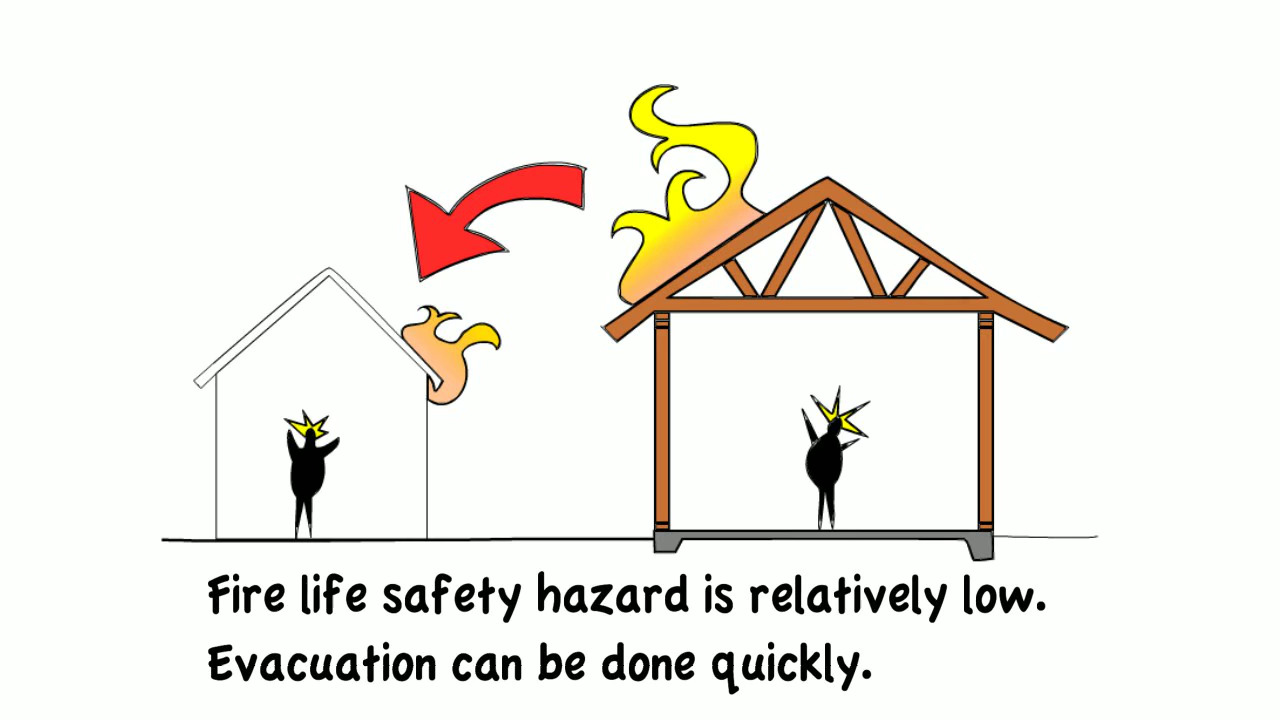 Fire life safety hazard is relatively low.
Evacuation can be done quickly.